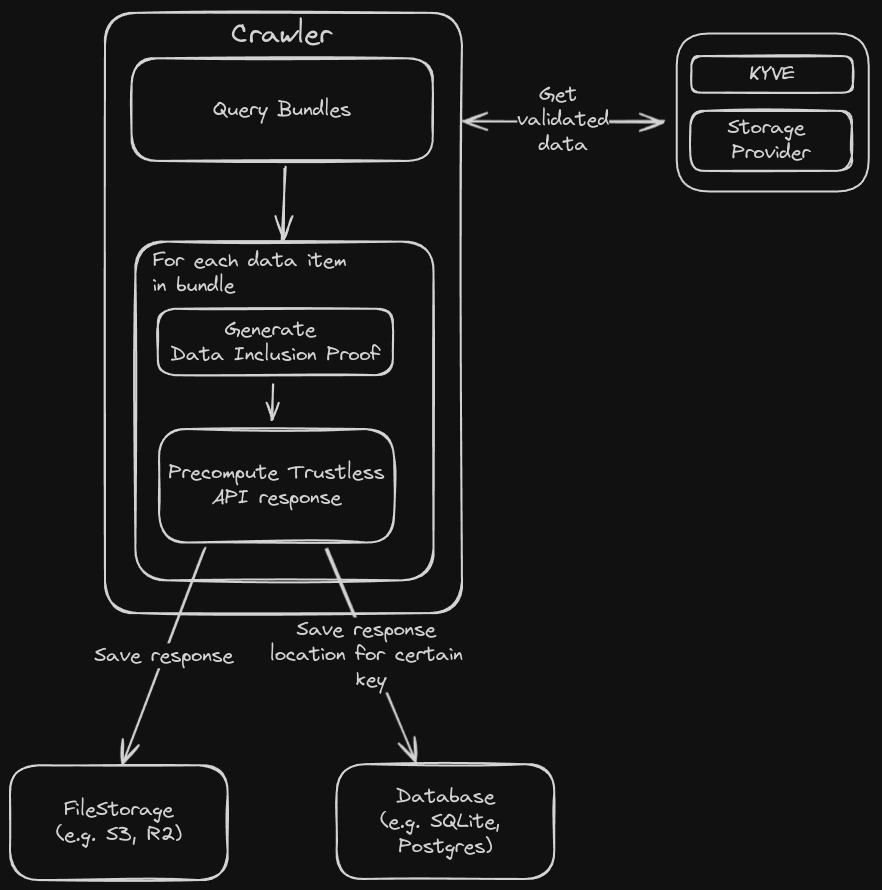 Crawler
Query Bundles
Get
validated
data
KYVE
Storage
Provider
For each data item
in bundle
Generate
Data Inclusion Proof
Precompute Trustless
API response
Save response
Save response
location for certain
key
FileStorage
(e.g. S3, R2)
Database
(e.g. SQLite,
Postgres)